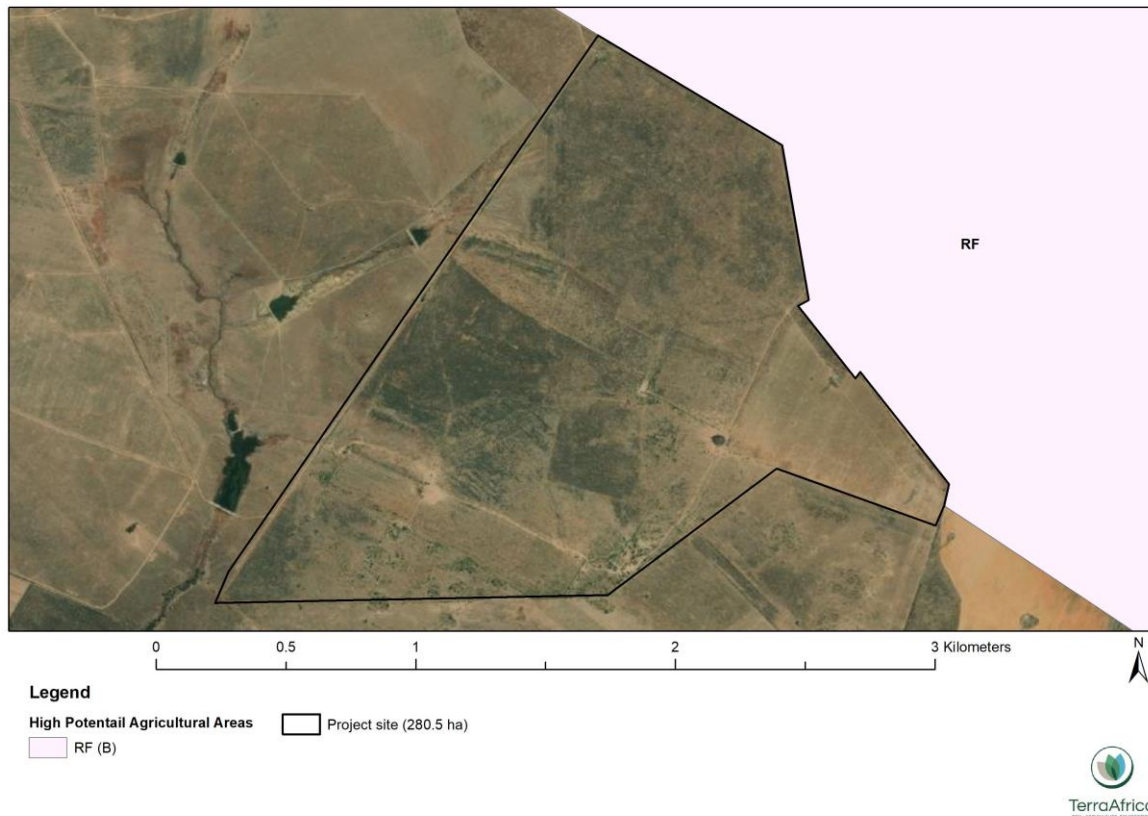 RF
0
0.5
1
2
3 Kilometers
N
Legend
High Potentail Agricultural Areas
Project site (280.5 ha)
RF (B)
TerraAfrica